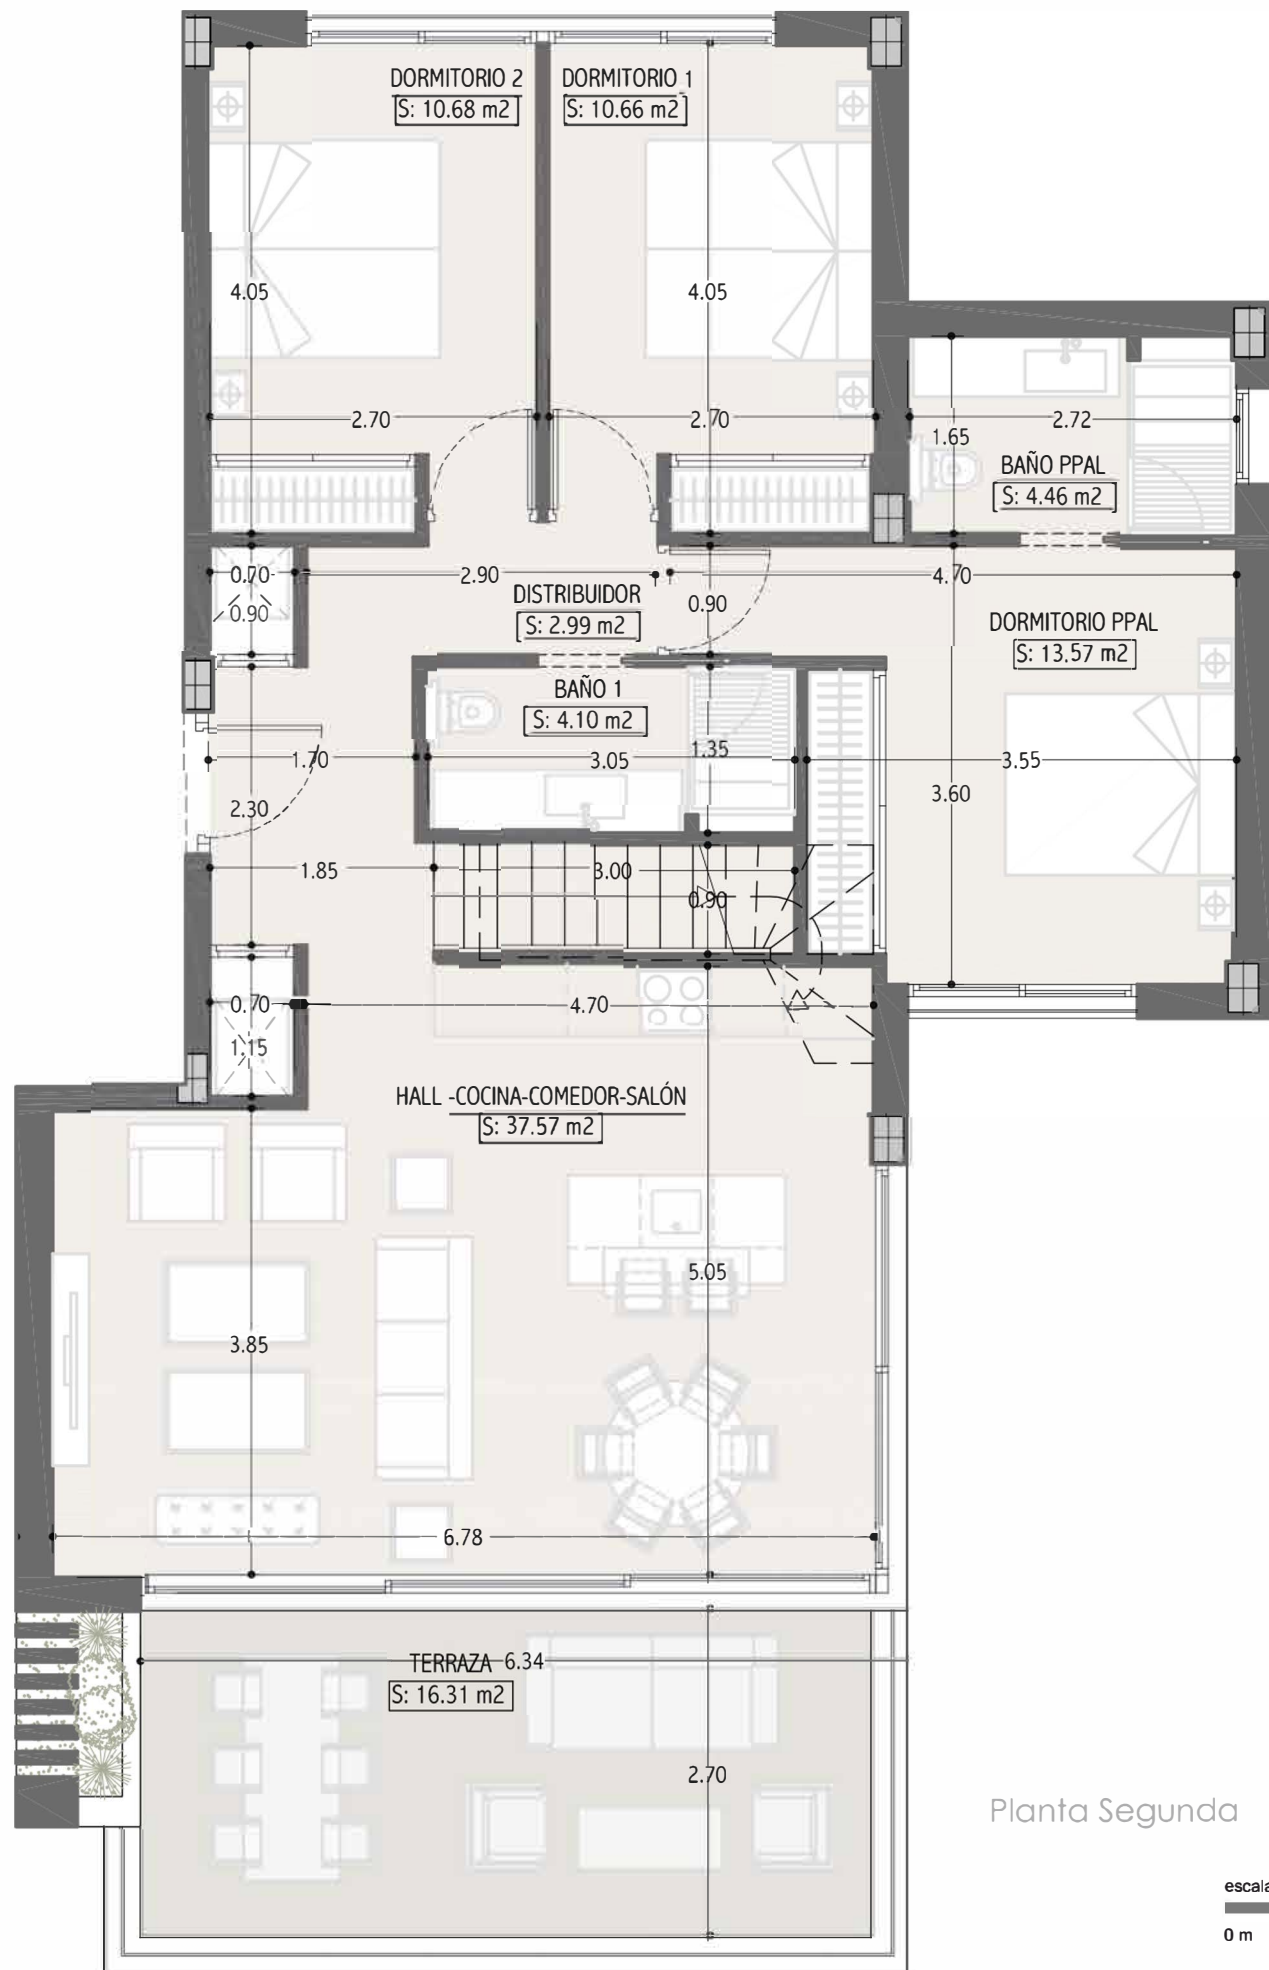 DORMITORIO 2
S: 10.68 m2
DORMITORIO 1
S: 10.66 m2
4.05
4.05
2.70
2.70
2.72
1.65
BAÑO PPAL
S: 4.46 m2
0.70
2.90
4.70
0.90
0.90
DISTRIBUIDOR
S: 2.99 m2
DORMITORIO PPAL
S: 13.57 m2
BAÑO 1
S: 4.10 m2
1.70
3.05
1.35
3.55
2.30
3.60
1.85
3.00
0.90
0.70
4.70
1.15
HALL -COCINA-COMEDOR-SALÓN
S: 37.57 m2
5.05
3.85
6.78
TERRAZA 6.34
S: 16.31 m2
2.70
Planta Segunda
escala
0 m